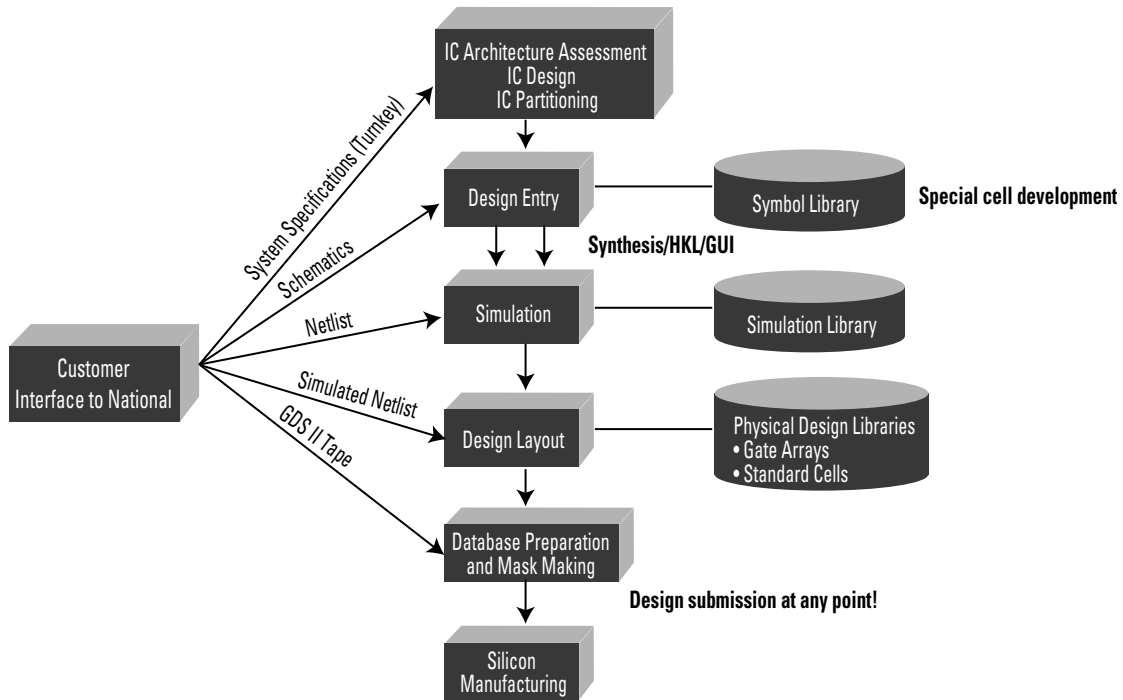 IC Architecture Assessment
IC Design
IC Partitioning
System Specifications (Turnkey)
Design Entry
Symbol Library
Special cell development
Schematics
Synthesis/HKL/GUI
Netlist
Simulation
Simulation Library
Customer
Interface to National
Simulated Netlist
Design Layout
Physical Design Libraries
• Gate Arrays
• Standard Cells
GDS II Tape
Database Preparation
and Mask Making
Design submission at any point!
Silicon
Manufacturing